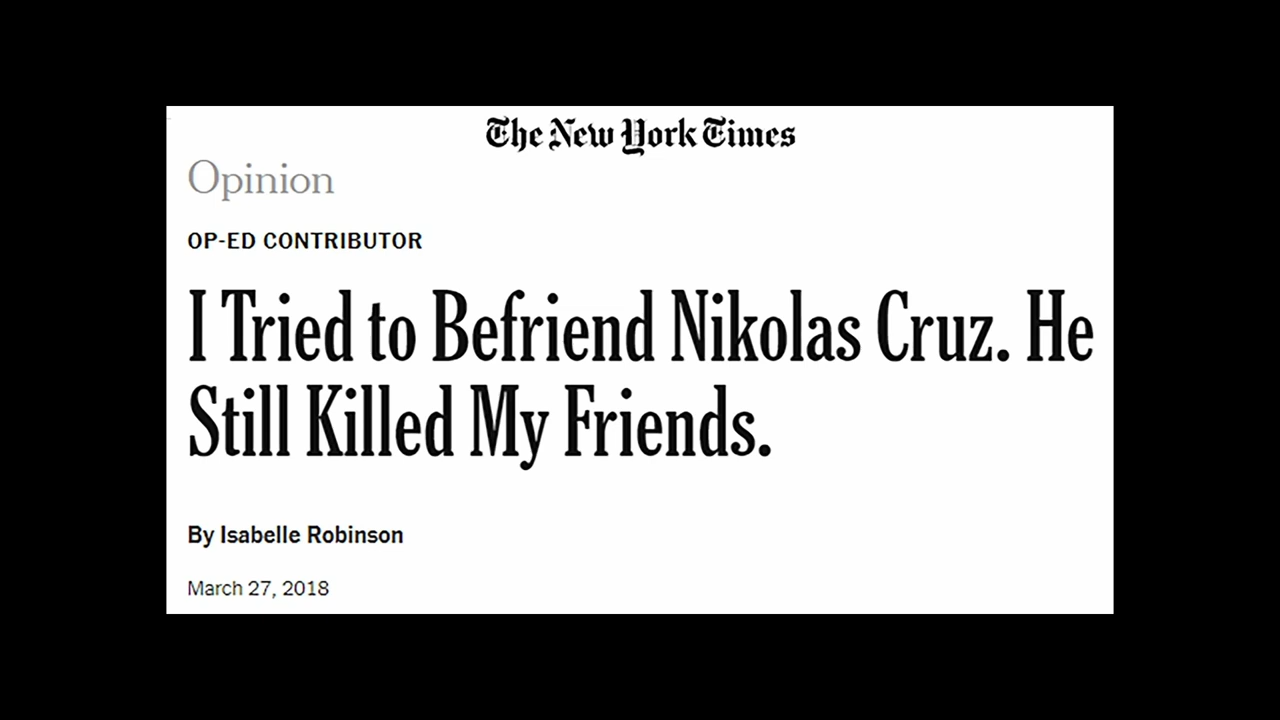 The New York Times
Opinion
OP-ED CONTRIBUTOR
I Tried to Befriend Nikolas Cruz. He
Still Killed My Friends.
By Isabelle Robinson
March 27, 2018